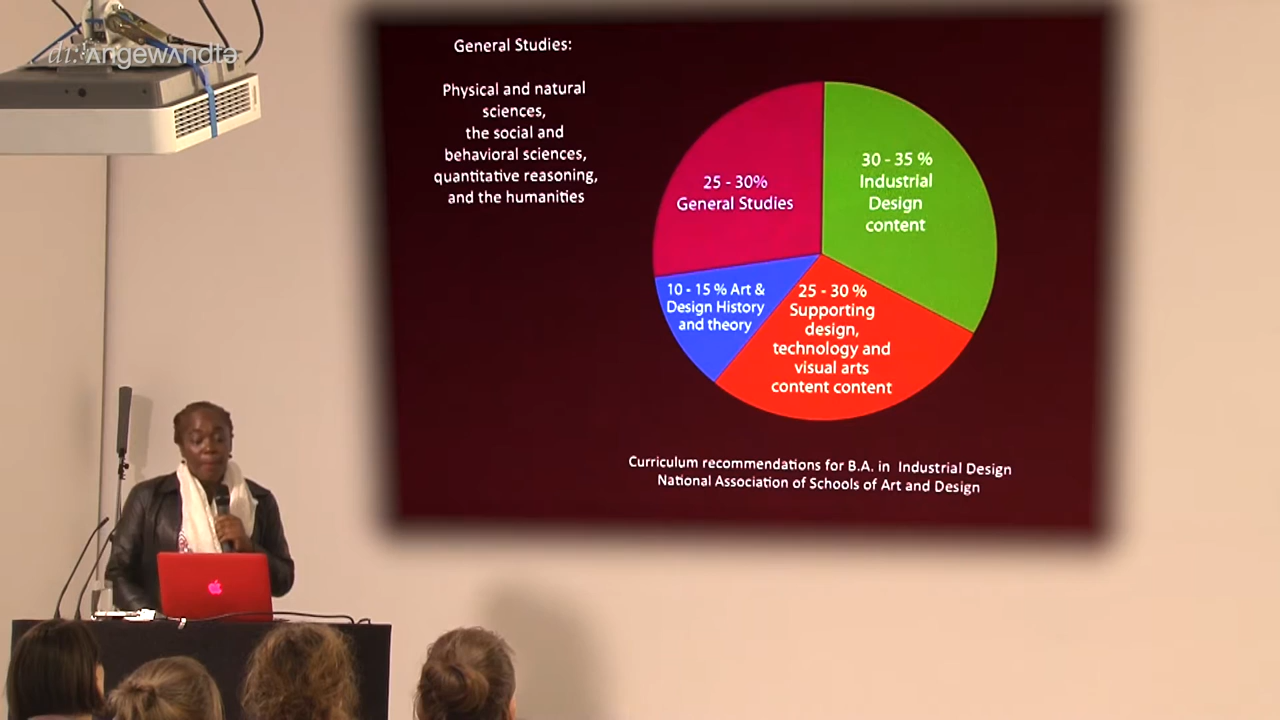 di:'ʌngewʌndtə
General Studies:
Physical and natural
sciences,
the social and
behavioral sciences,
quantitative reasoning,
and the humanities
25 - 30%
General Studies
30 - 35 %
Industrial
Design
content
10 - 15 % Art &
Design History
and theory
25 - 30 %
Supporting
design,
technology and
visual arts
content content
Curriculum recommendations for B.A. in Industrial Design
National Association of Schools of Art and Design